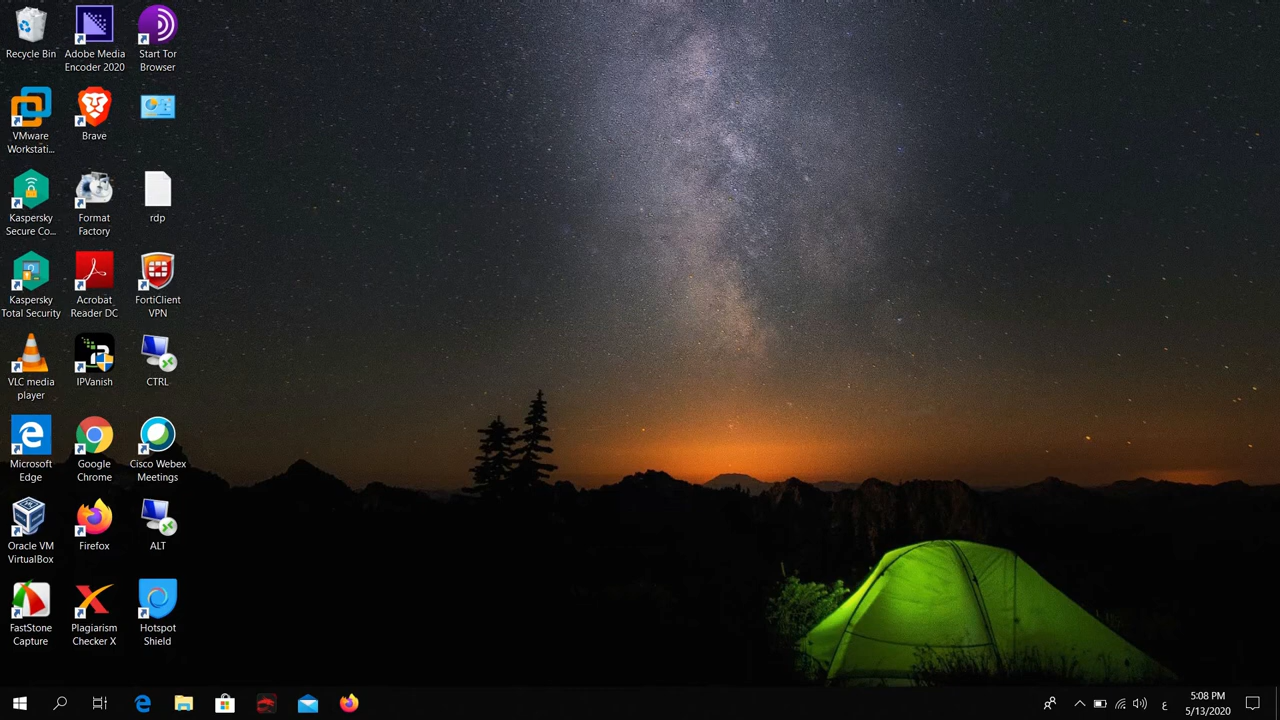 Recycle Bin
Adobe Media
Encoder 2020
Start Tor
Browser
VMware
Workstati...
Brave
Kaspersky
Secure Co...
Format
Factory
rdp
Kaspersky
Total Security
Acrobat
Reader DC
FortiClient
VPN
VLC media
player
IPVanish
CTRL
Microsoft
Edge
Google
Chrome
Cisco Webex
Meetings
Oracle VM
VirtualBox
Firefox
ALT
FastStone
Capture
Plagiarism
Checker X
Hotspot
Shield
ع
5:08 PM
5/13/2020